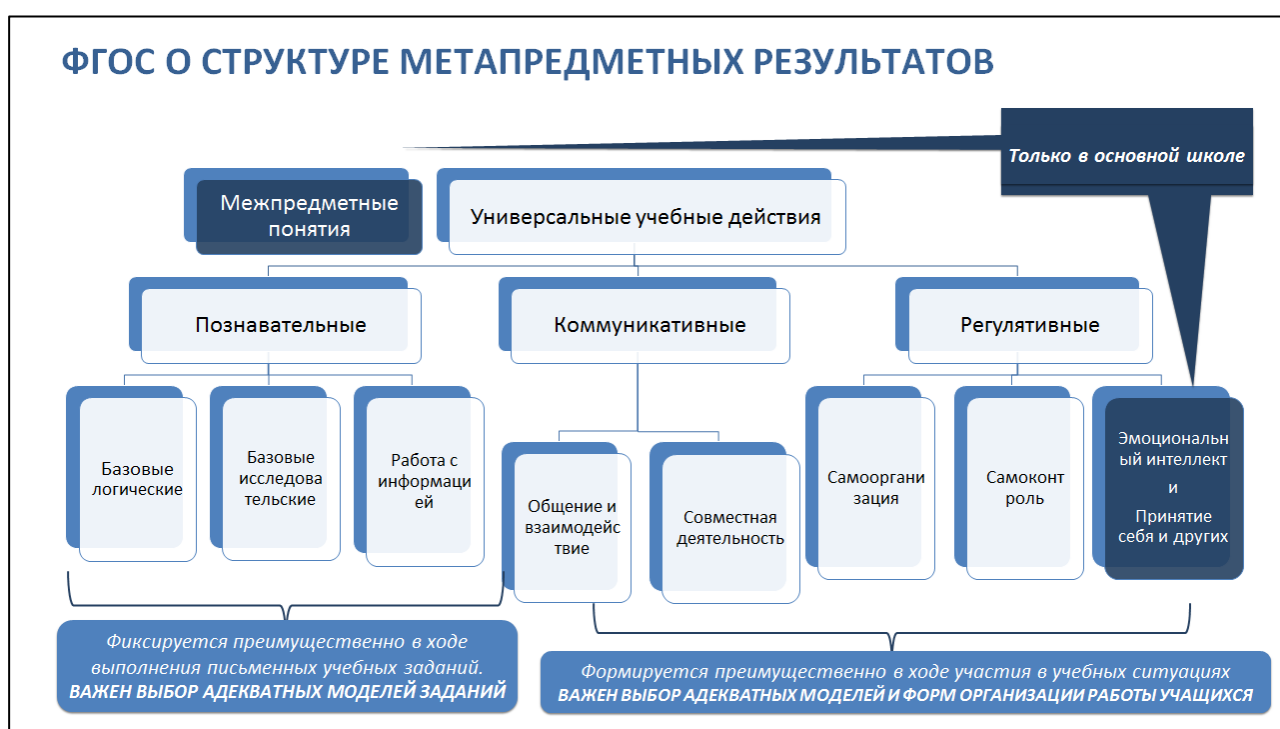 ФГОС О СТРУКТУРЕ МЕТАПРЕДМЕТНЫХ РЕЗУЛЬТАТОВ
Только в основной школе
Межпредметные
понятия
Универсальные учебные действия
Познавательные
Коммуникативные
Регулятивные
Базовые
логические
Базовые
исследова
тельские
Работа с
информаци
ей
Общение и
взаимодейс
твие
Совместная
деятельность
Самооргани
зация
Самоконт
роль
Эмоциональн
ый интеллект
и
Принятие
себя и других
Фиксируется преимущественно в ходе
выполнения письменных учебных заданий.
ВАЖЕН ВЫБОР АДЕКВАТНЫХ МОДЕЛЕЙ ЗАДАНИЙ
Формируется преимущественно в ходе участия в учебных ситуациях
ВАЖЕН ВЫБОР АДЕКВАТНЫХ МОДЕЛЕЙ И ФОРМ ОРГАНИЗАЦИИ РАБОТЫ УЧАЩИХСЯ